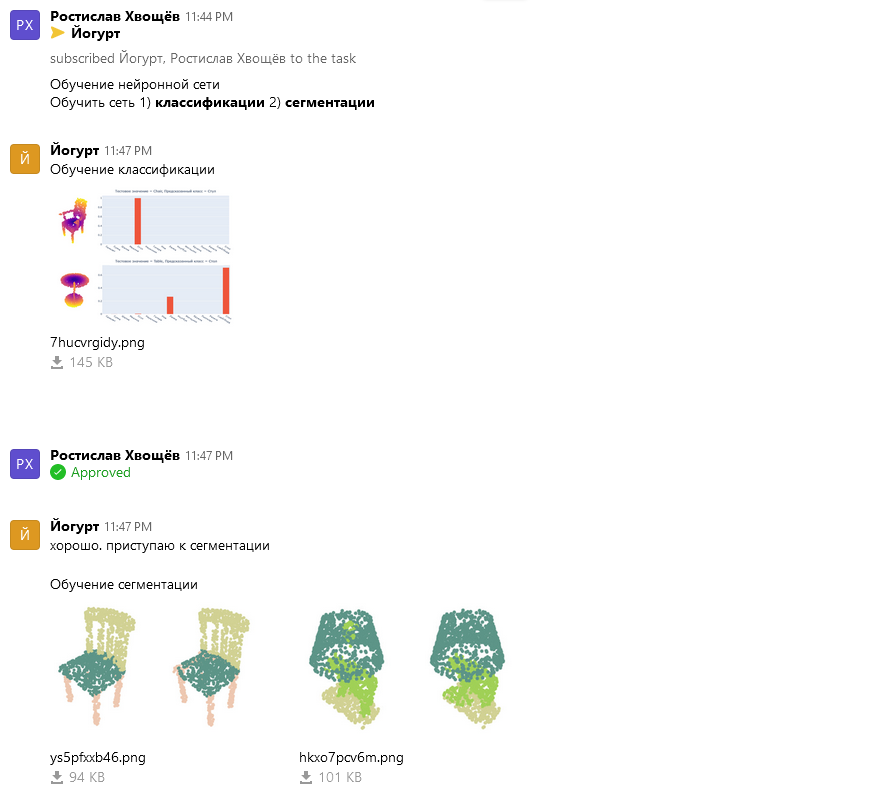 РХ
Ростислав Хвощёв 11:44 PM
Йогурт
subscribed Йогурт, Ростислав Хвощёв to the task
Обучение нейронной сети
Обучить сеть 1) классификации 2) сегментации
Й
Йогурт 11:47 PM
Обучение классификации
7hucvrgidy.png
145 KB
РХ
Ростислав Хвощёв 11:47 PM
Approved
Й
Йогурт 11:47 PM
хорошо. приступаю к сегментации
Обучение сегментации
ys5pfxxb46.png
94 KB
hkxo7pcv6m.png
101 KB